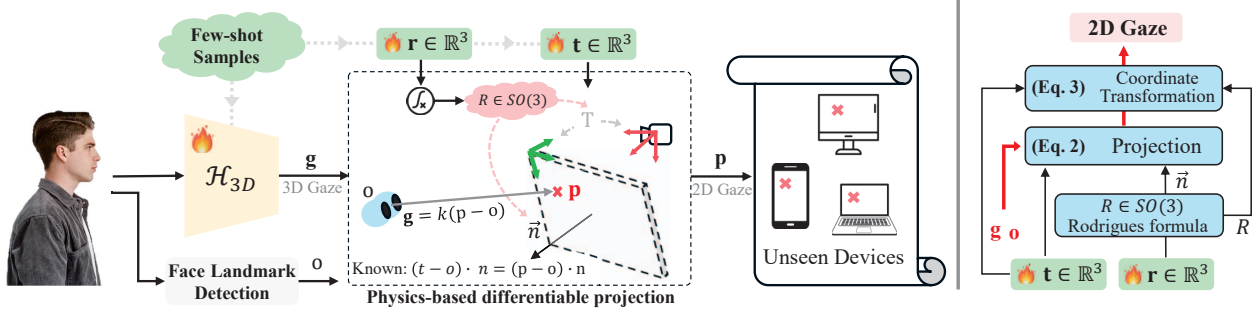 Few-shot
Samples
r ∈ ℝ³
t ∈ ℝ³
R ∈ SO(3)
T
H₃D
g
3D Gaze
o
p
g = k(p − o)
n⃗
Known: (t − o) · n = (p − o) · n
Face Landmark
Detection
o
Physics-based differentiable projection
p
2D Gaze
Unseen Devices
2D Gaze
(Eq. 3) Coordinate
Transformation
(Eq. 2) Projection
n⃗
R ∈ SO(3)
Rodrigues formula
R
g o
t ∈ ℝ³
r ∈ ℝ³